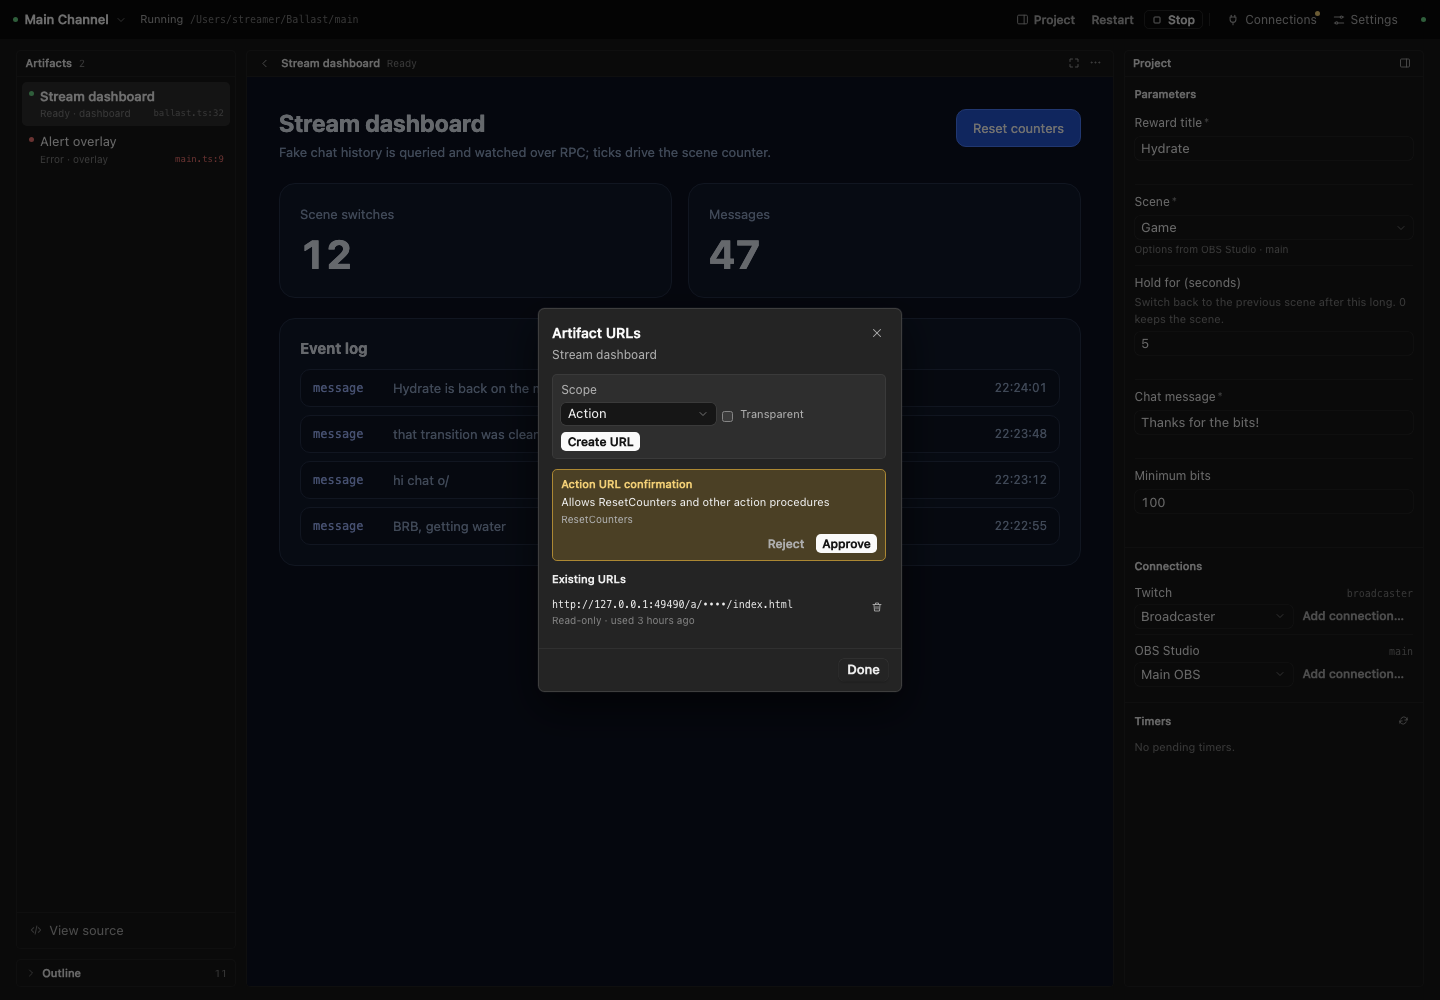 Main Channel Running /Users/streamer/Ballast/main Project Restart Stop Connections Settings
Artifacts 2
Stream dashboard
Ready · dashboard ballast.ts:32
Alert overlay
Error · overlay main.ts:9
View source
Outline 11
Stream dashboard Ready
Stream dashboard
Fake chat history is queried and watched over RPC; ticks drive the scene counter.
Reset counters
Scene switches
12
Messages
47
Event log
message Hydrate is back on the 22:24:01
message that transition was clear 22:23:48
message hi chat o/ 22:23:12
message BRB, getting water 22:22:55
Artifact URLs
Stream dashboard
Scope
Action Transparent
Create URL
Action URL confirmation
Allows ResetCounters and other action procedures
ResetCounters
Reject Approve
Existing URLs
http://127.0.0.1:49490/a/••••/index.html
Read-only · used 3 hours ago
Done
Project
Parameters
Reward title *
Hydrate
Scene *
Game
Options from OBS Studio · main
Hold for (seconds)
Switch back to the previous scene after this long. 0
keeps the scene.
5
Chat message *
Thanks for the bits!
Minimum bits
100
Connections
Twitch broadcaster
Broadcaster Add connection...
OBS Studio main
Main OBS Add connection...
Timers
No pending timers.